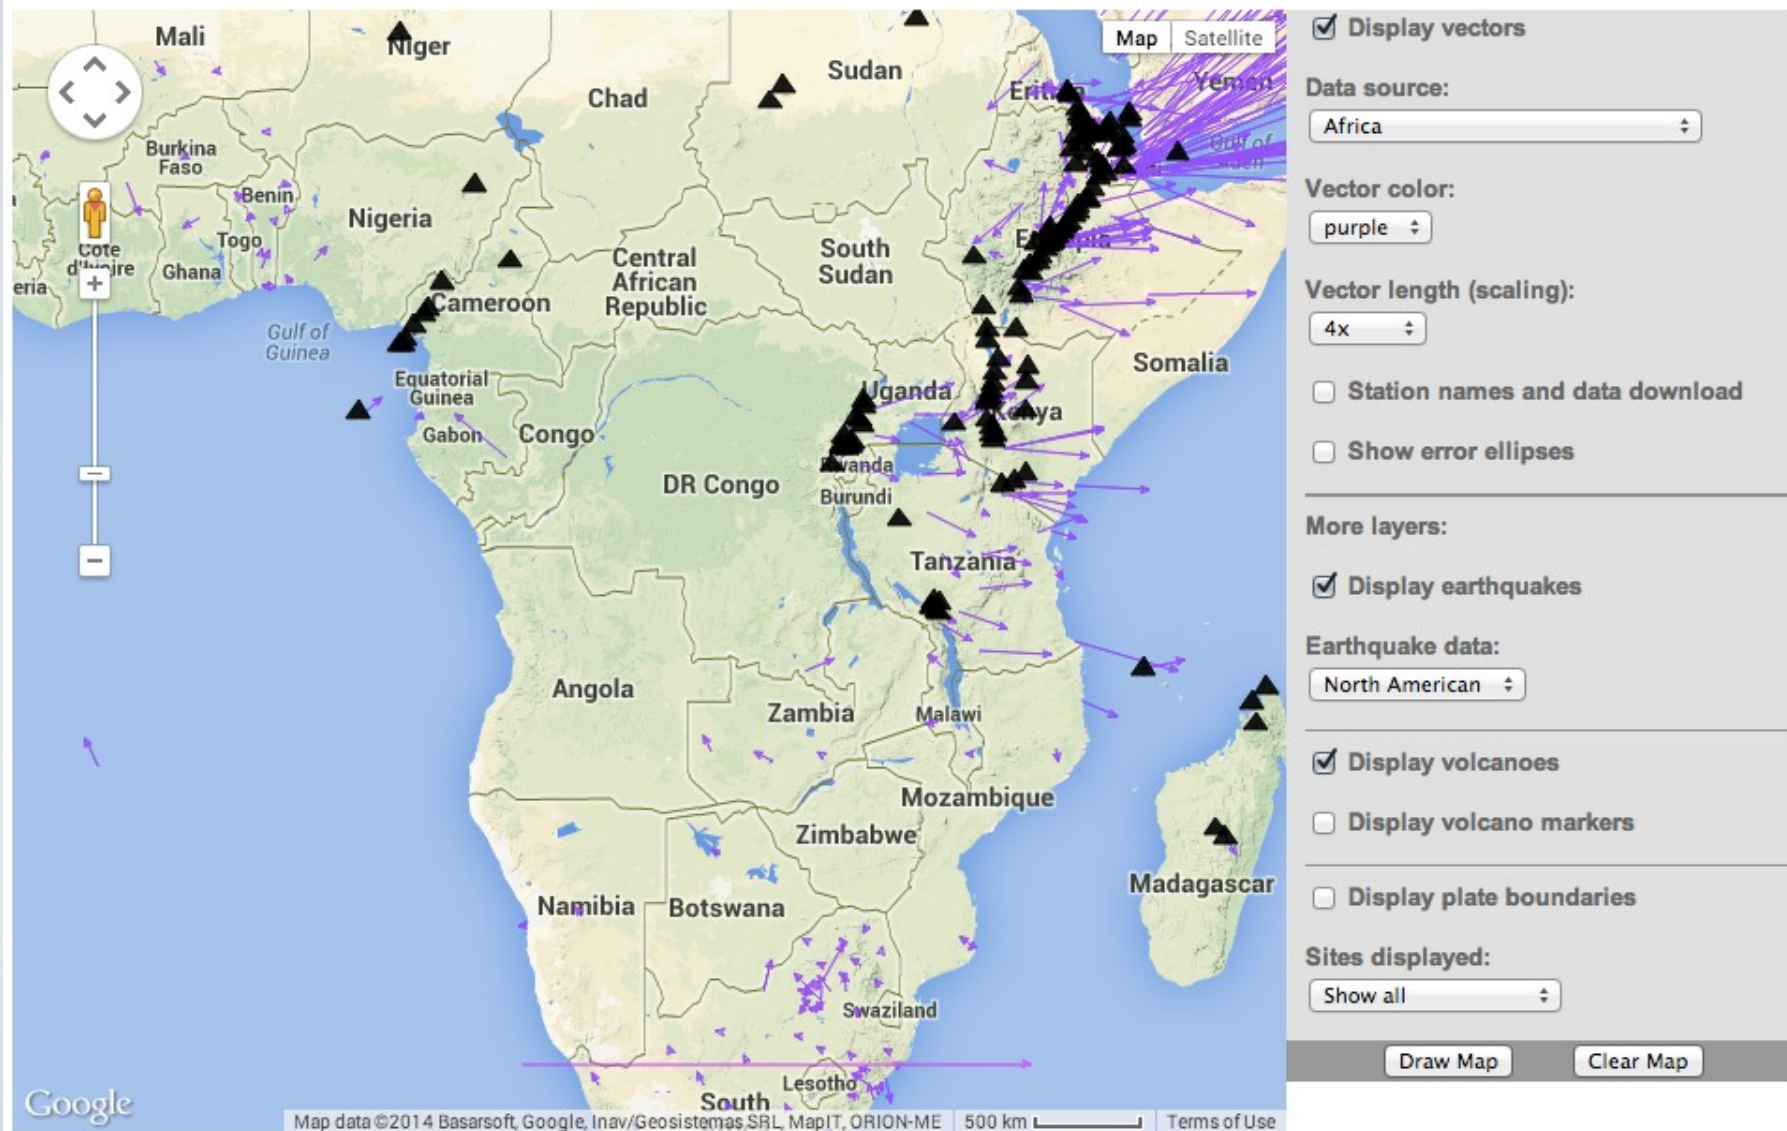 Mali
Niger
Chad
Sudan
Map
Satellite
Yemen
Burkina
Faso
Benin
Nigeria
Togo
Ghana
Cote
eria
Gulf of
Guinea
Cameroon
Central
African
Republic
South
Sudan
Somalia
Equatorial
Guinea
Gabon
Congo
Uganda
DR Congo
Burundi
Tanzania
Angola
Zambia
Malawi
Mozambique
Zimbabwe
Madagascar
Namibia
Botswana
Swaziland
Lesotho
South
Google
Map data ©2014 Basarsoft, Google, Inav/Geosistemas SRL, MapIT, ORION-ME
500 km
Terms of Use
Display vectors
Data source:
Africa
Vector color:
purple
Vector length (scaling):
4x
Station names and data download
Show error ellipses
More layers:
Display earthquakes
Earthquake data:
North American
Display volcanoes
Display volcano markers
Display plate boundaries
Sites displayed:
Show all
Draw Map
Clear Map